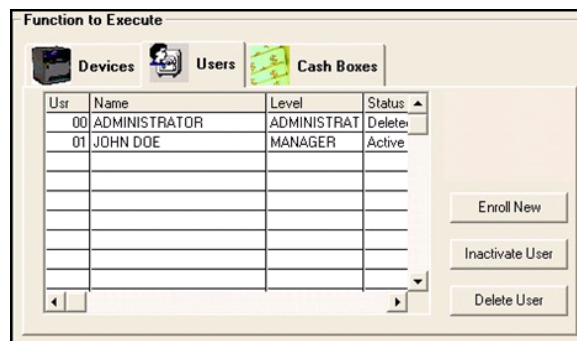 Function to Execute
Devices Users Cash Boxes
Usr Name Level Status
00 ADMINISTRATOR ADMINISTRAT Delete
01 JOHN DOE MANAGER Active
Enroll New
Inactivate User
Delete User